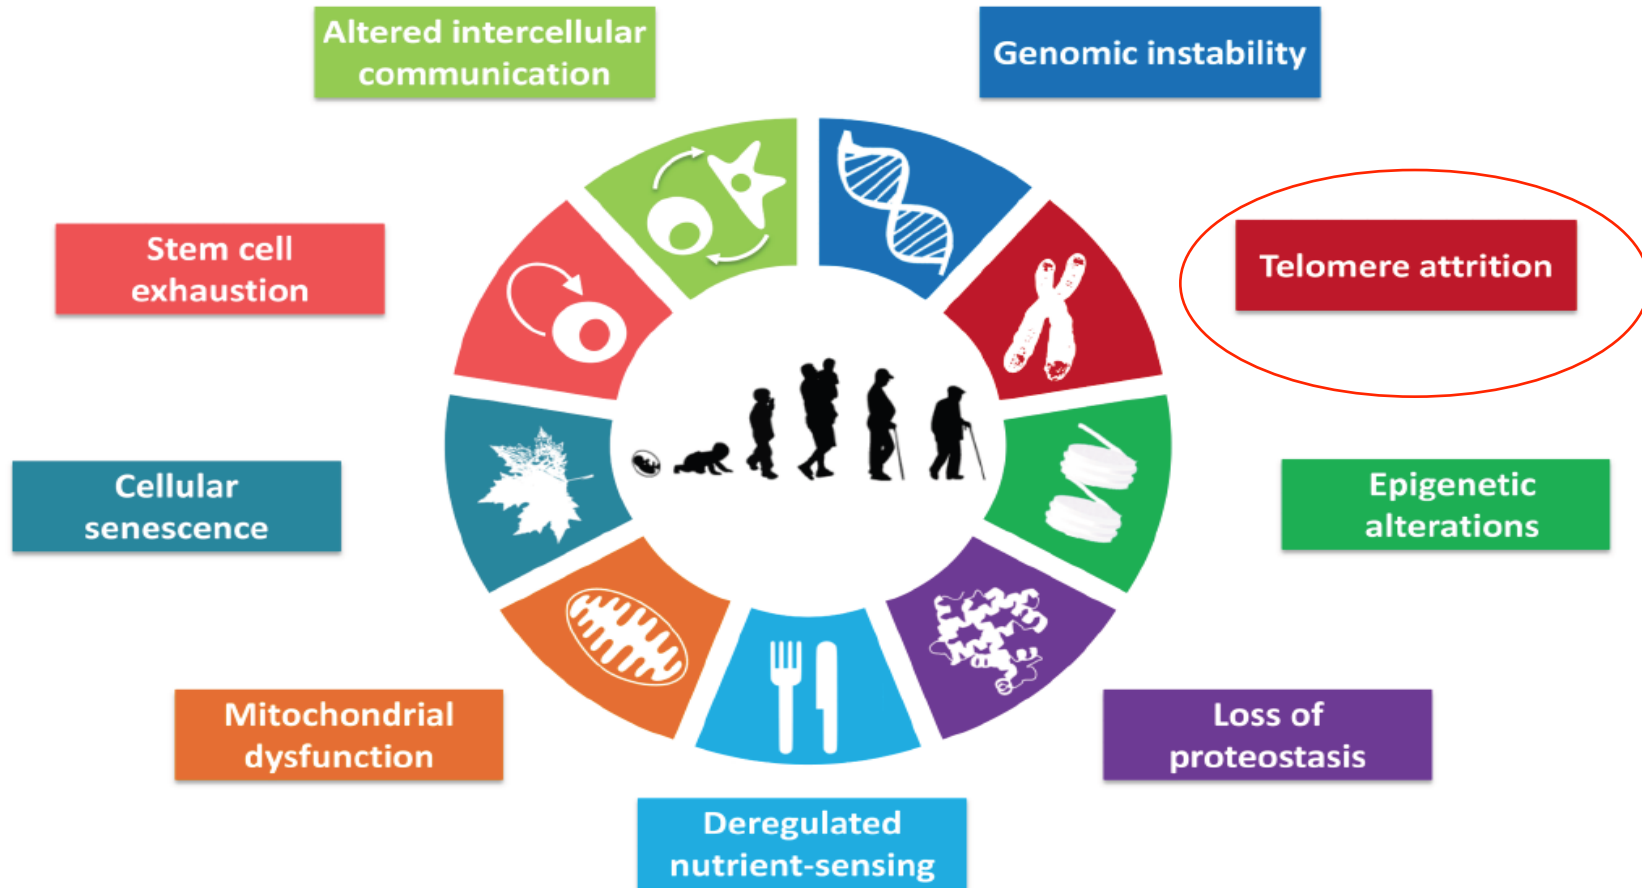 Altered intercellular
communication
Genomic instability
Stem cell
exhaustion
Telomere attrition
Cellular
senescence
Epigenetic
alterations
Mitochondrial
dysfunction
Loss of
proteostasis
Deregulated
nutrient-sensing